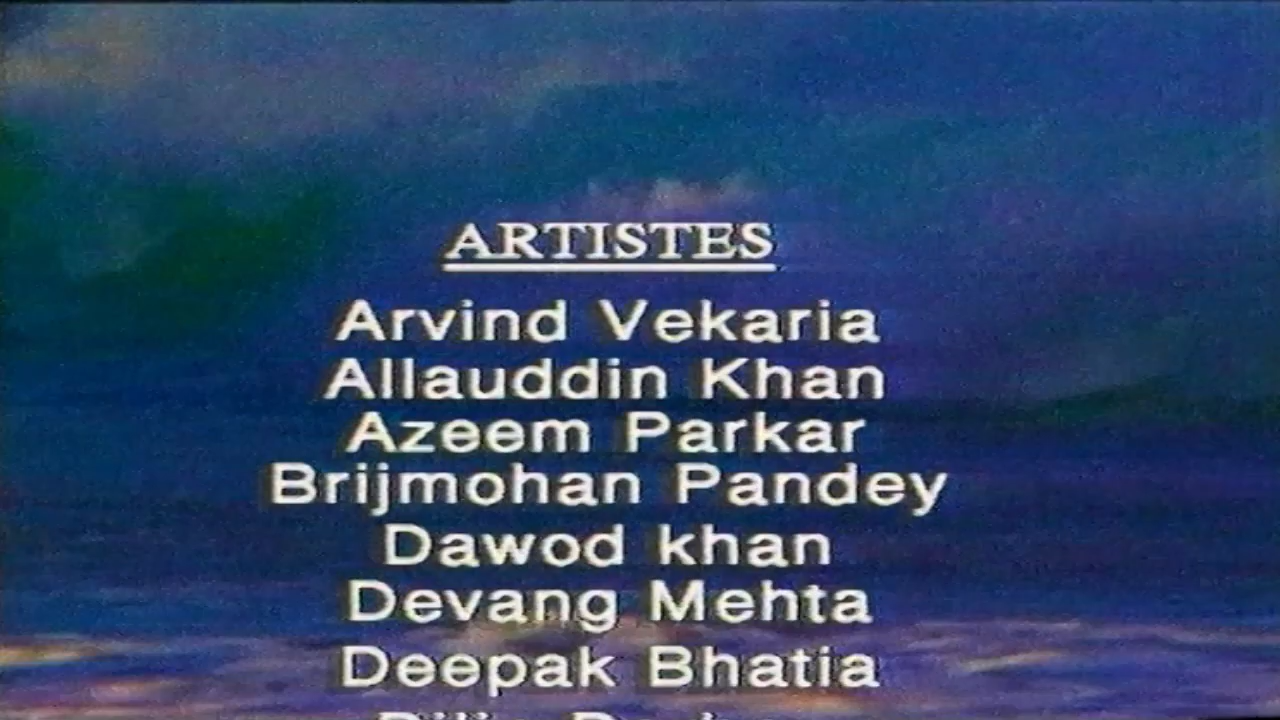 ARTISTES
Arvind Vekaria
Allauddin Khan
Azeem Parkar
Brijmohan Pandey
Dawod khan
Devang Mehta
Deepak Bhatia